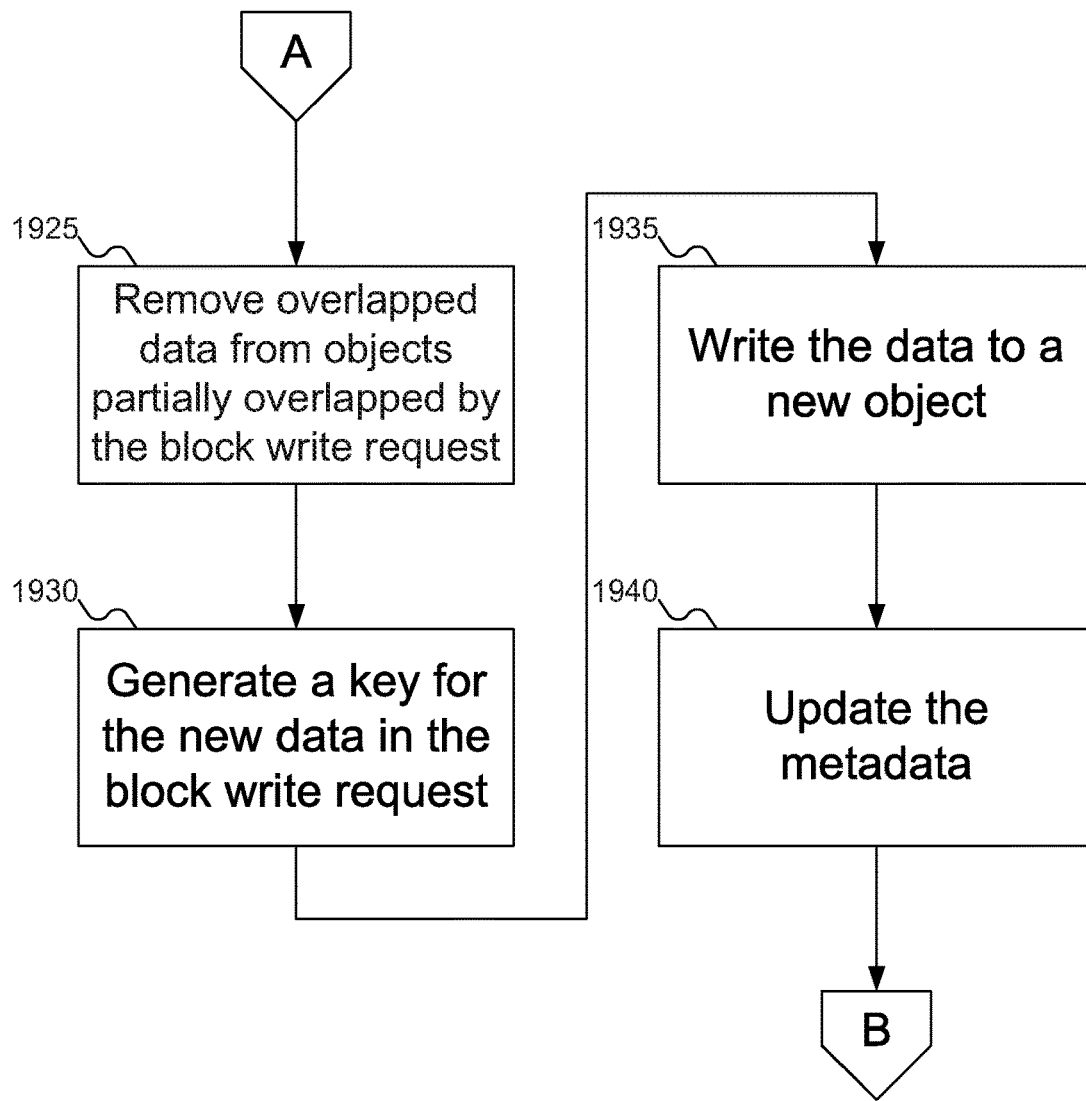 A
1925
Remove overlapped
data from objects
partially overlapped by
the block write request
1930
Generate a key for
the new data in the
block write request
1935
Write the data to a
new object
1940
Update the
metadata
B